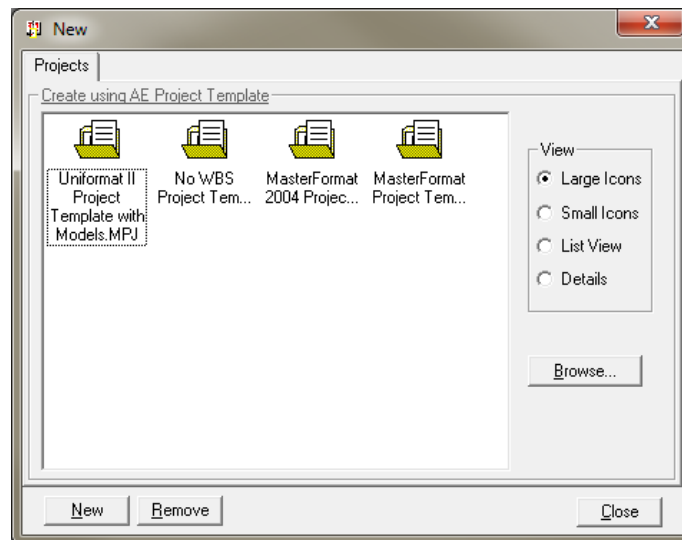 New
Projects
Create using AE Project Template
Uniformat II
Project
Template with
Models.MPJ
No WBS
Project Tem...
MasterFormat
2004 Projec...
MasterFormat
Project Tem...
View
Large Icons
Small Icons
List View
Details
Browse...
New
Remove
Close